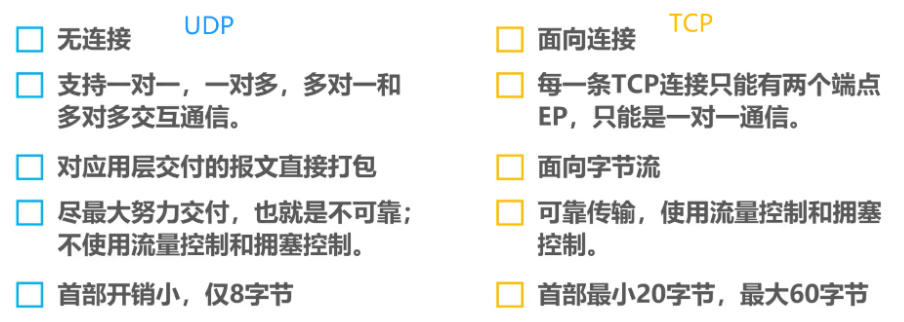 UDP
无连接
支持一对一，一对多，多对一和
多对多交互通信。
对应用层交付的报文直接打包
尽最大努力交付，也就是不可靠；
不使用流量控制和拥塞控制。
首部开销小，仅8字节
TCP
面向连接
每一条TCP连接只能有两个端点
EP，只能是一对一通信。
面向字节流
可靠传输，使用流量控制和拥塞
控制。
首部最小20字节，最大60字节